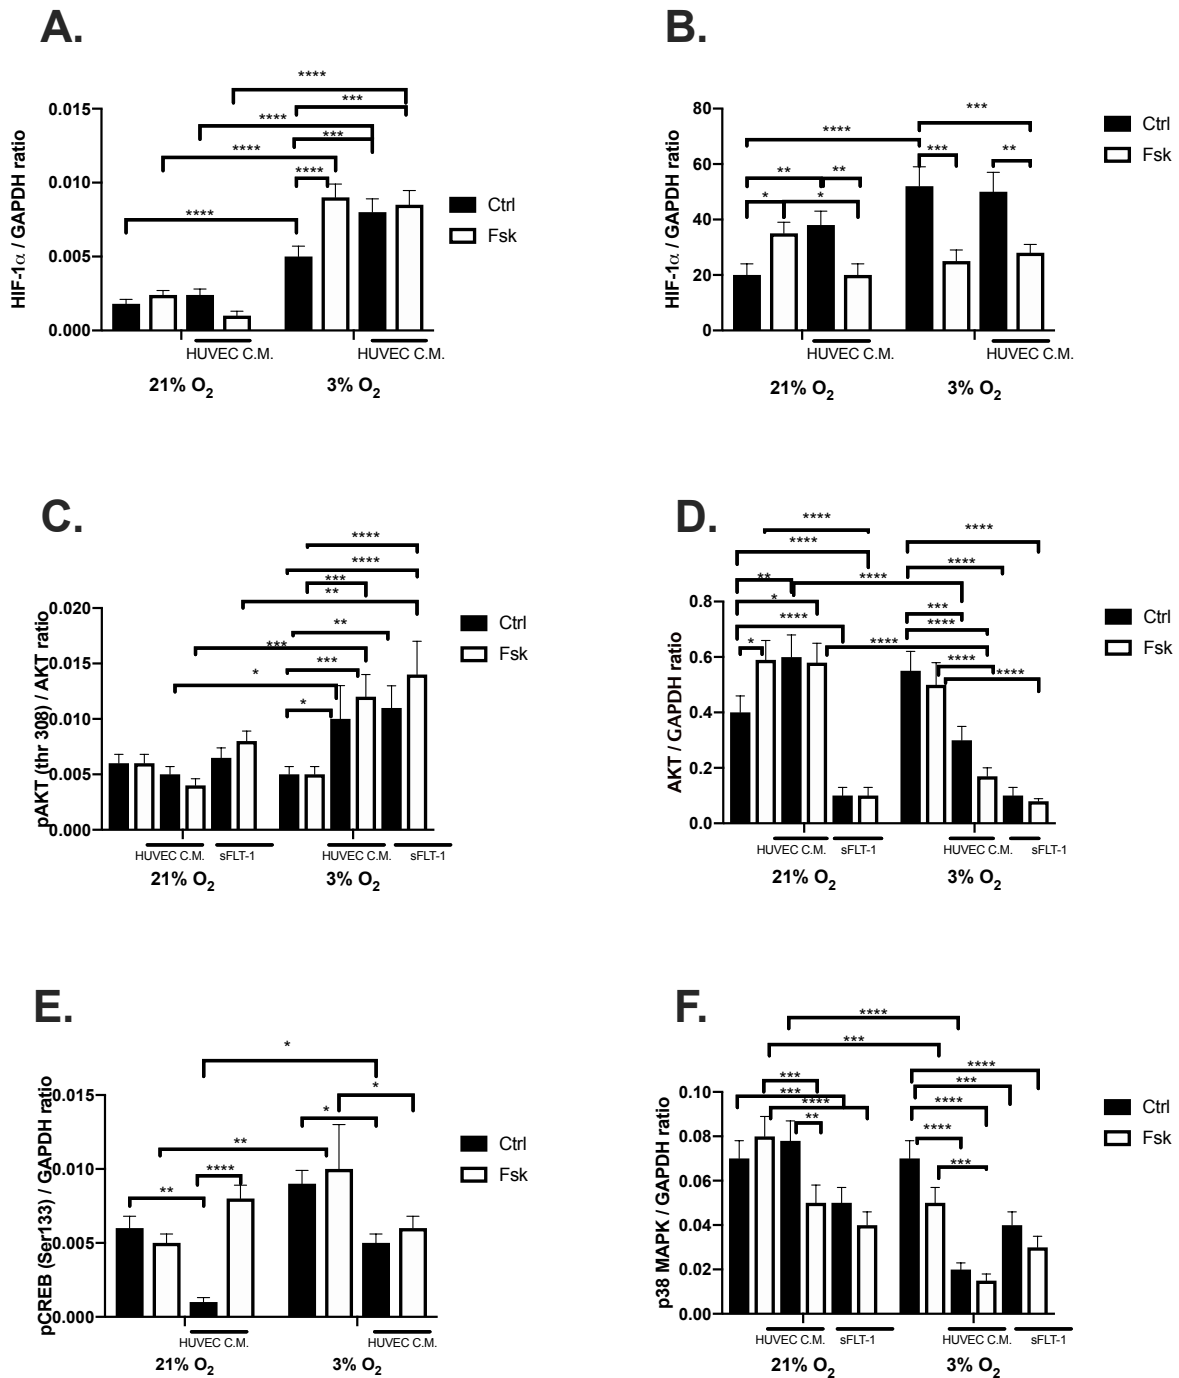 A.
****
***
****
***
****
****
****
0.015
0.010
0.005
0.000
HIF-1α / GAPDH ratio
Ctrl
Fsk
HUVEC C.M.
HUVEC C.M.
21% O2
3% O2
B.
***
****
***
**
**
**
*
*
80
60
40
20
0
HIF-1α / GAPDH ratio
Ctrl
Fsk
HUVEC C.M.
HUVEC C.M.
21% O2
3% O2
C.
****
****
***
**
**
***
***
*
*
0.020
0.015
0.010
0.005
0.000
pAKT (thr 308) / AKT ratio
Ctrl
Fsk
HUVEC C.M.
sFLT-1
HUVEC C.M.
sFLT-1
21% O2
3% O2
D.
****
****
****
****
**
****
*
***
****
****
*
****
****
****
0.8
0.6
0.4
0.2
0.0
AKT / GAPDH ratio
Ctrl
Fsk
HUVEC C.M.
sFLT-1
HUVEC C.M.
sFLT-1
21% O2
3% O2
E.
*
*
*
**
****
**
0.015
0.010
0.005
0.000
pCREB (Ser133) / GAPDH ratio
Ctrl
Fsk
HUVEC C.M.
HUVEC C.M.
21% O2
3% O2
F.
****
***
****
***
***
***
****
****
**
****
***
0.10
0.08
0.06
0.04
0.02
0.00
p38 MAPK / GAPDH ratio
Ctrl
Fsk
HUVEC C.M.
sFLT-1
HUVEC C.M.
sFLT-1
21% O2
3% O2